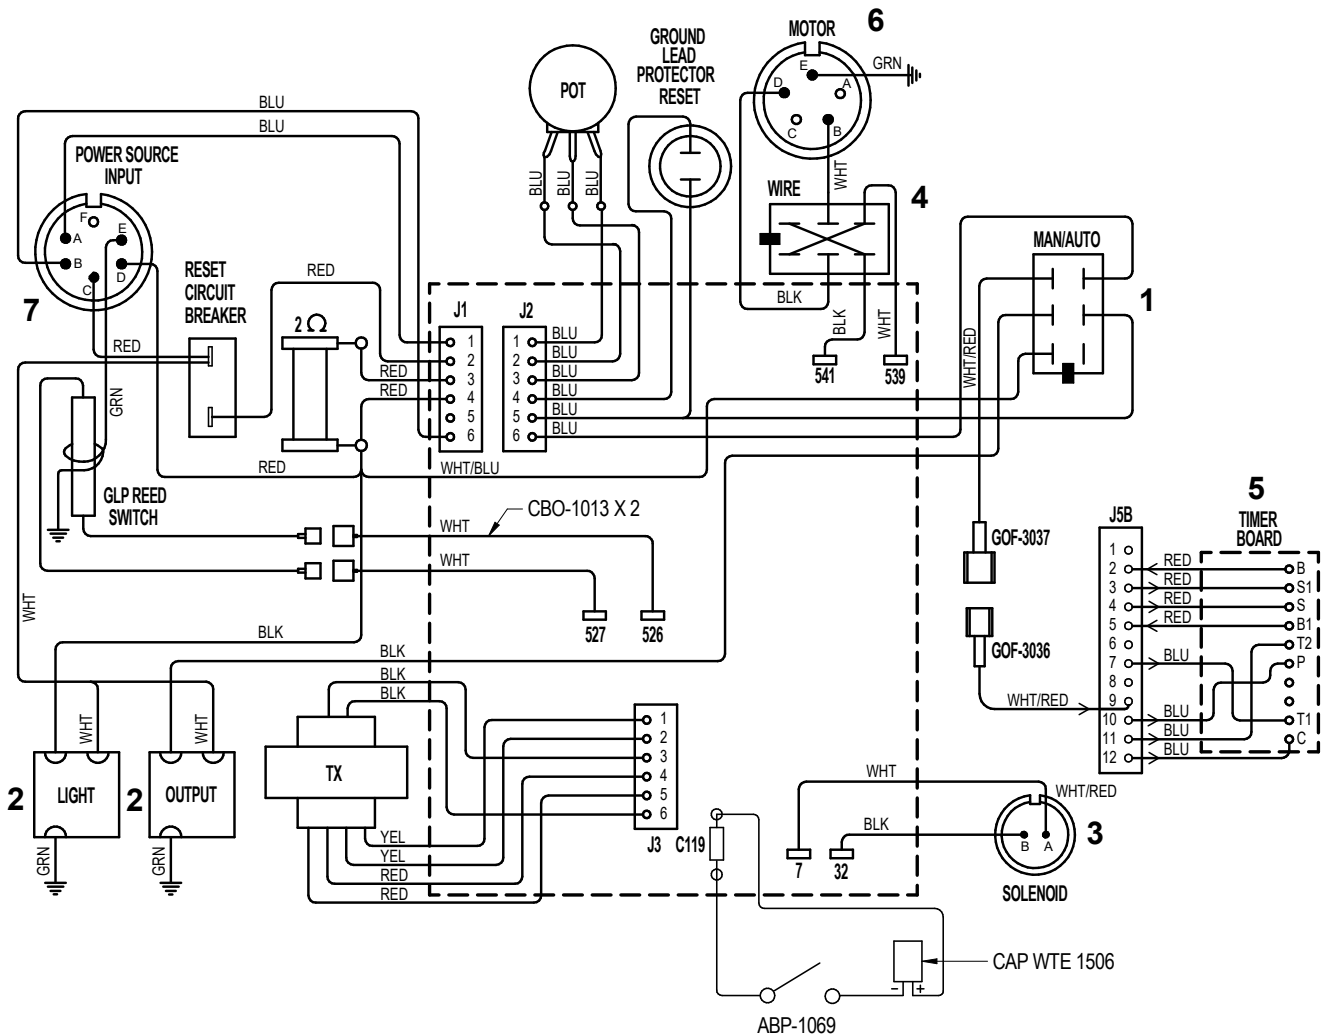 MOTOR
6
GROUND
LEAD
PROTECTOR
RESET
POT
E
GRN
D
A
C
B
BLU
BLU
POWER SOURCE
INPUT
F
A
E
B
D
C
7
BLU
BLU
BLU
WHT
WIRE
4
MAN/AUTO
1
RESET
CIRCUIT
BREAKER
RED
2 Ω
RED
GRN
J1
1
2
3
4
5
6
RED
RED
J2
1
2
3
4
5
6
BLU
BLU
BLU
BLU
BLU
BLU
BLK
BLK
WHT
541
539
WHT/RED
RED
WHT/BLU
GLP REED
SWITCH
WHT
WHT
CBO-1013 X 2
527
526
WHT
BLK
BLK
GOF-3037
GOF-3036
WHT/RED
5
TIMER
BOARD
J5B
1
2
3
4
5
6
7
8
9
10
11
12
RED
RED
RED
RED
BLU
BLU
BLU
BLU
B
S1
S
B1
T2
P
T1
C
BLK
BLK
WHT
WHT
2
LIGHT
2
OUTPUT
GRN
GRN
TX
YEL
YEL
RED
RED
1
2
3
4
5
6
J3
C119
WHT
WHT/RED
BLK
7
32
B
A
3
SOLENOID
CAP WTE 1506
–
+
ABP-1069